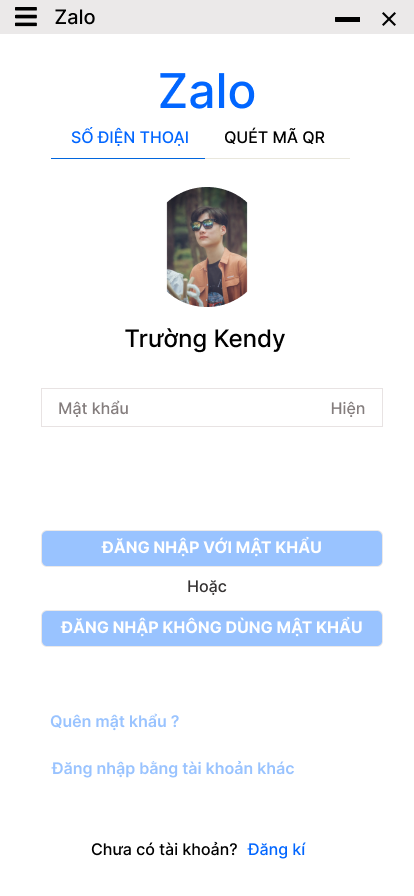 Zalo
Zalo
SỐ ĐIỆN THOẠI QUÉT MÃ QR
Trường Kendy
Mật khẩu Hiện
ĐĂNG NHẬP VỚI MẬT KHẨU
Hoặc
ĐĂNG NHẬP KHÔNG DÙNG MẬT KHẨU
Quên mật khẩu ?
Đăng nhập bằng tài khoản khác
Chưa có tài khoản? Đăng kí